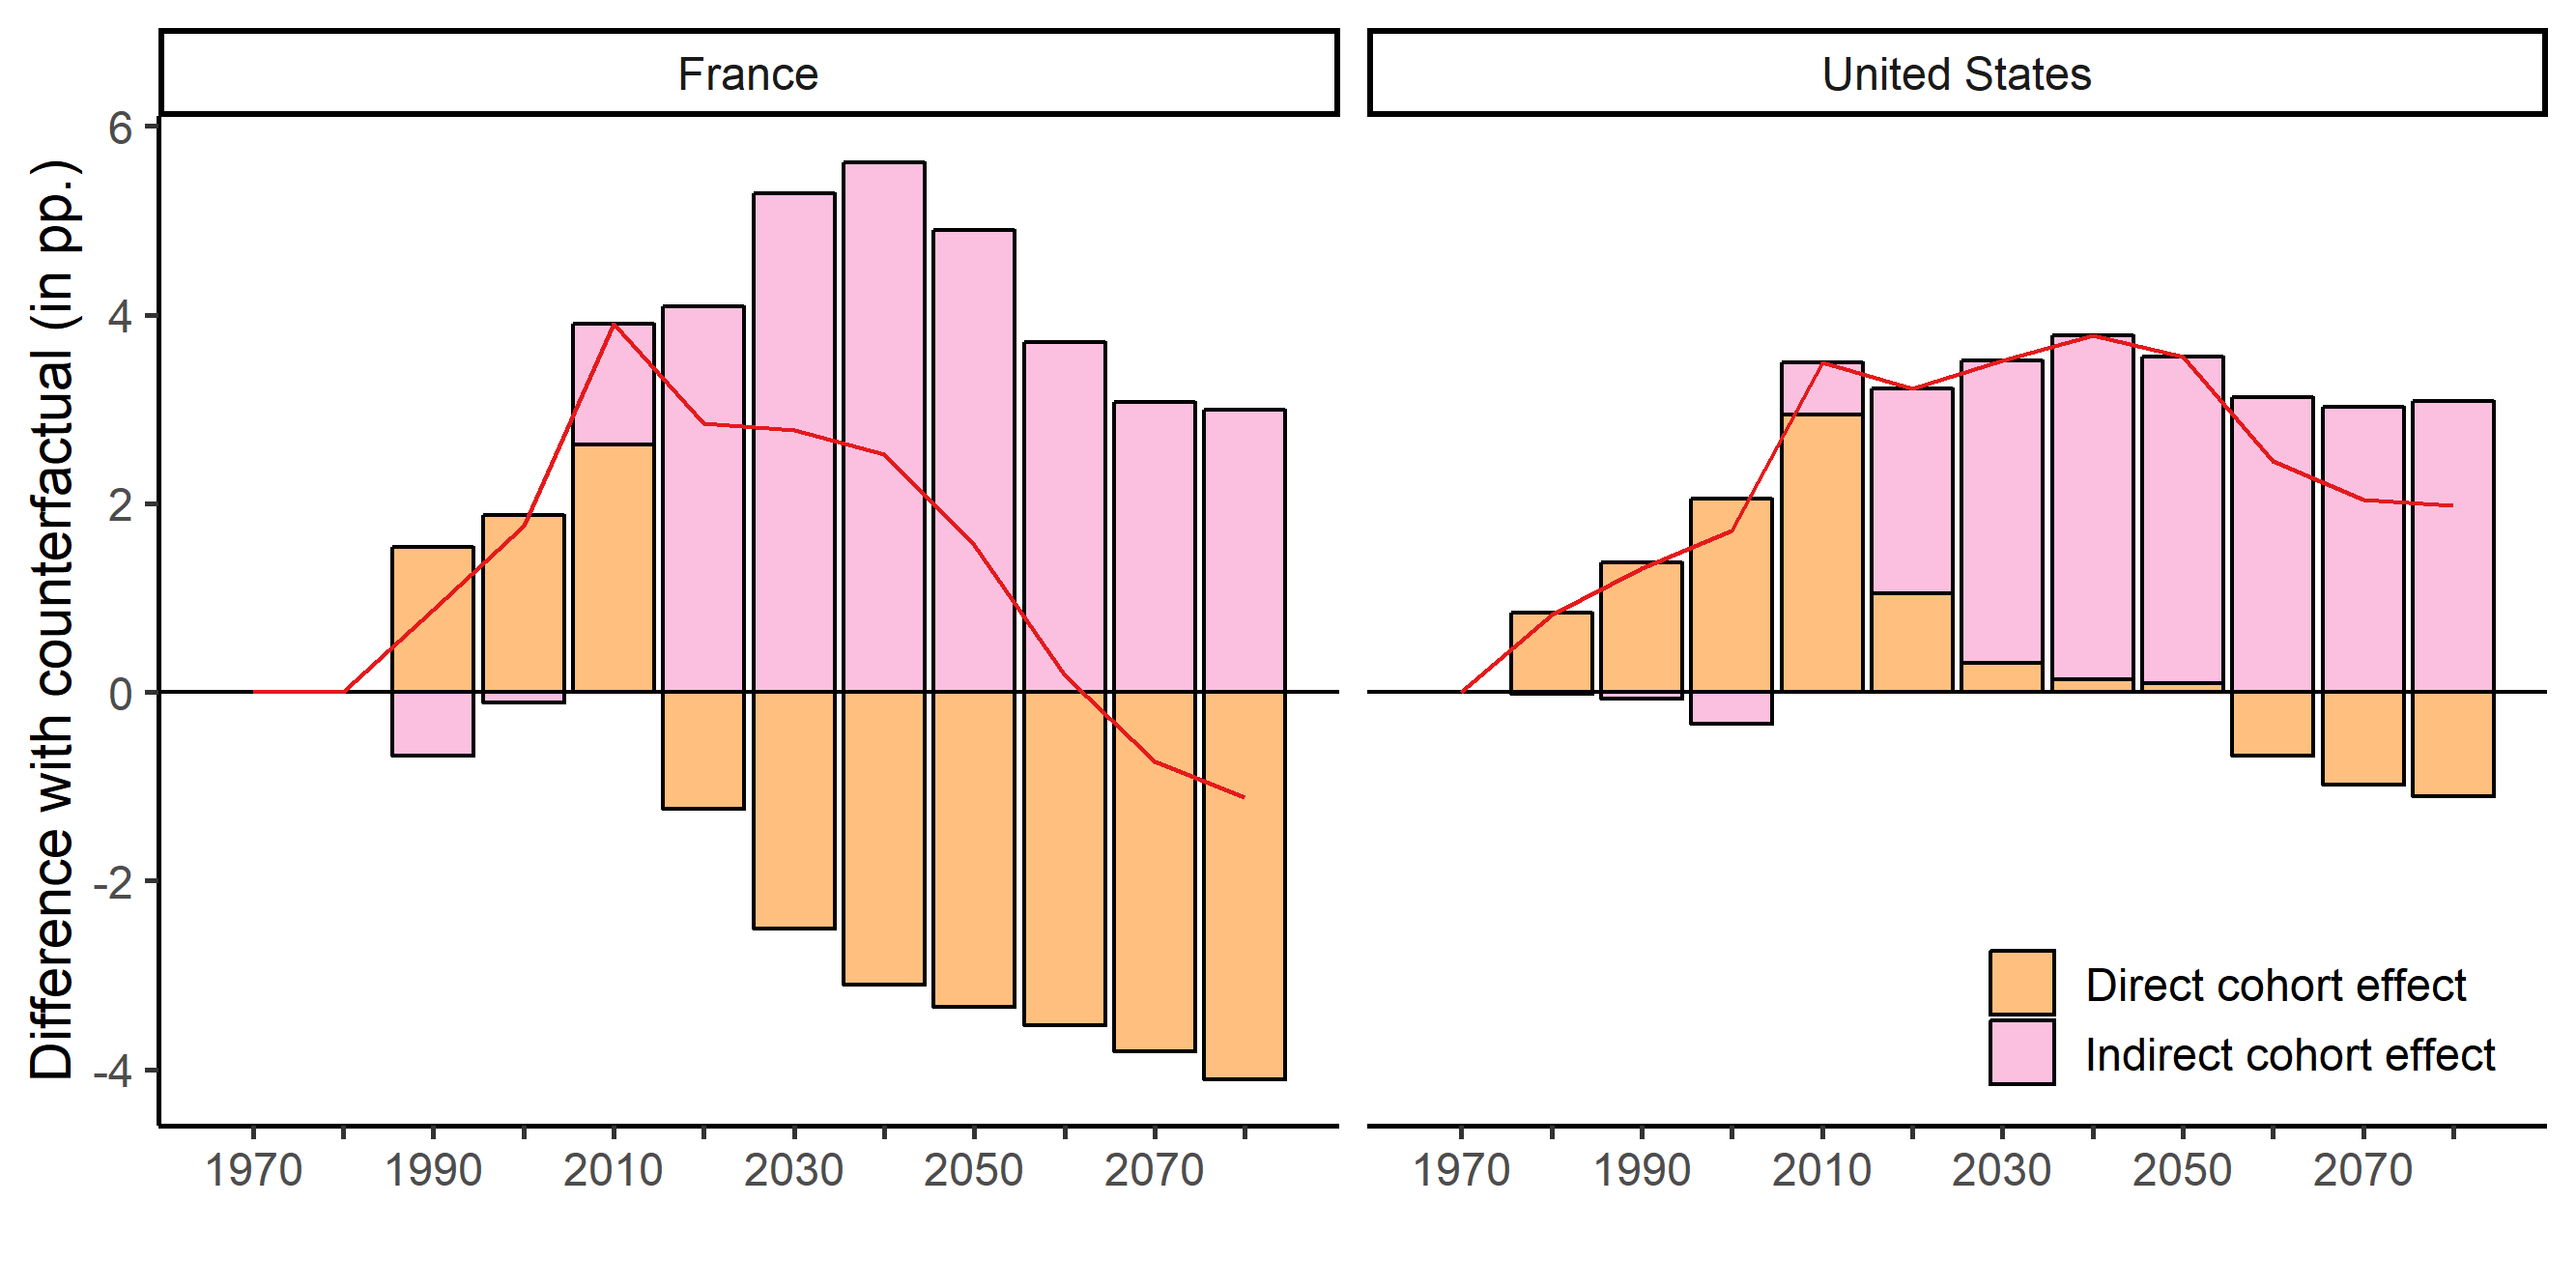 France
United States
Difference with counterfactual (in pp.)
6
4
2
0
-2
-4
1970 1990 2010 2030 2050 2070
1970 1990 2010 2030 2050 2070
Direct cohort effect
Indirect cohort effect